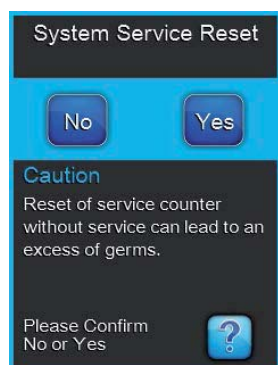 System Service Reset
No Yes
Caution
Reset of service counter
without service can lead to an
excess of germs.
Please Confirm
No or Yes
?